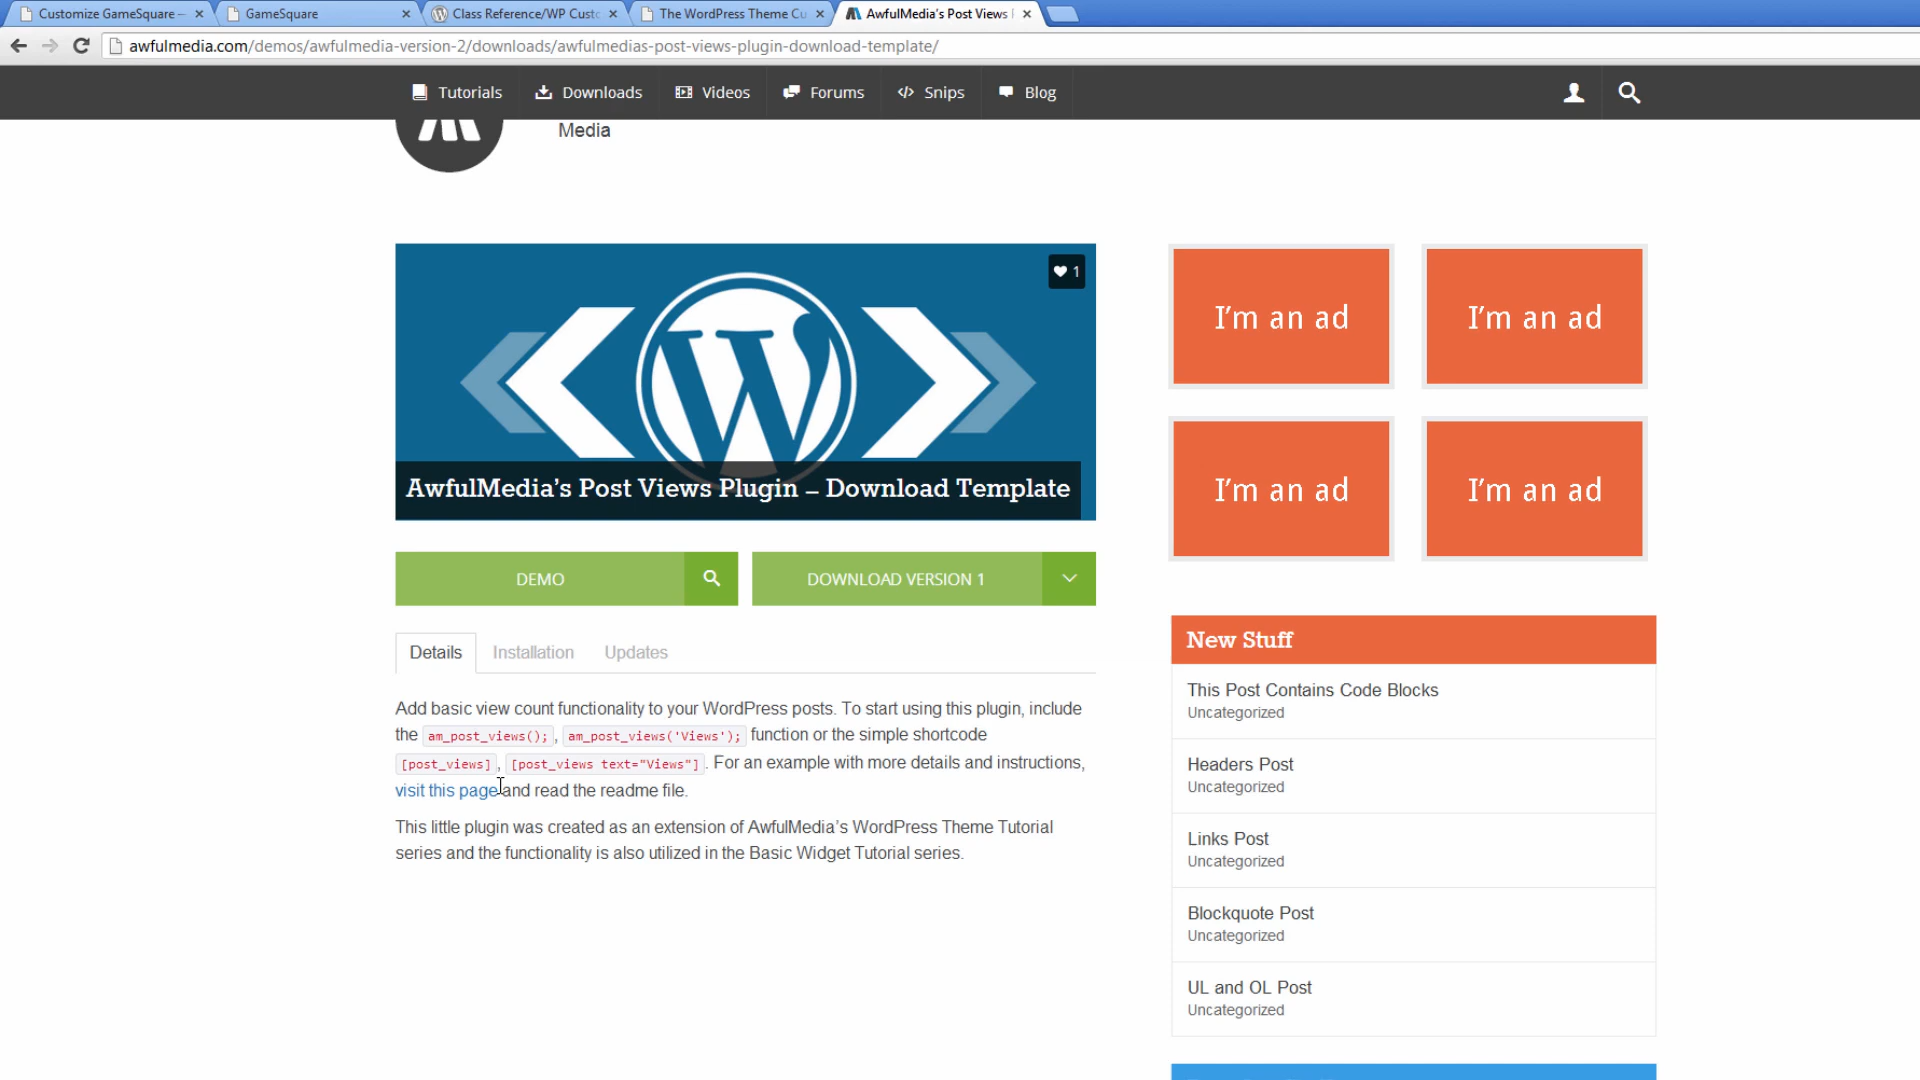 Customize GameSquare –
GameSquare
Class Reference/WP Custo
The WordPress Theme Cu
AwfulMedia's Post Views
awfulmedia.com/demos/awfulmedia-version-2/downloads/awfulmedias-post-views-plugin-download-template/
Tutorials
Downloads
Videos
Forums
Snips
Blog
Media
1
AwfulMedia's Post Views Plugin – Download Template
DEMO
DOWNLOAD VERSION 1
Details
Installation
Updates
Add basic view count functionality to your WordPress posts. To start using this plugin, include
the am_post_views();, am_post_views('Views'); function or the simple shortcode
[post_views], [post_views text="Views"]. For an example with more details and instructions,
visit this page and read the readme file.
This little plugin was created as an extension of AwfulMedia's WordPress Theme Tutorial
series and the functionality is also utilized in the Basic Widget Tutorial series.
I'm an ad
I'm an ad
I'm an ad
I'm an ad
New Stuff
This Post Contains Code Blocks
Uncategorized
Headers Post
Uncategorized
Links Post
Uncategorized
Blockquote Post
Uncategorized
UL and OL Post
Uncategorized